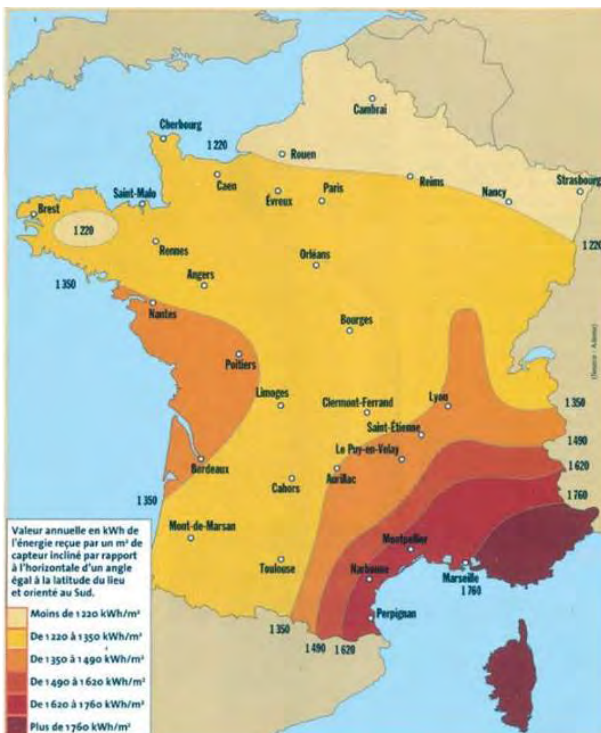 Cambrai
Cherbourg
1 220
Rouen
Caen
Reims
Strasbourg
Évreux
Paris
Nancy
Saint-Malo
Brest
1 220
Rennes
1 220
Orléans
1 350
Angers
Nantes
Bourges
(Source : Ademe)
Poitiers
Limoges
Clermont-Ferrand
Lyon
1 350
Saint-Étienne
1 490
Bordeaux
Le Puy-en-Velay
Aurillac
1 620
Cahors
1 350
1 760
Mont-de-Marsan
Montpellier
Toulouse
Narbonne
Marseille
1 760
Perpignan
1 350
1 490
1 620
Valeur annuelle en kWh de
l'énergie reçue par un m² de
capteur incliné par rapport
à l'horizontale d'un angle
égal à la latitude du lieu
et orienté au Sud.
Moins de 1 220 kWh/m²
De 1 220 à 1 350 kWh/m²
De 1 350 à 1 490 kWh/m²
De 1 490 à 1 620 kWh/m²
De 1 620 à 1 760 kWh/m²
Plus de 1 760 kWh/m²